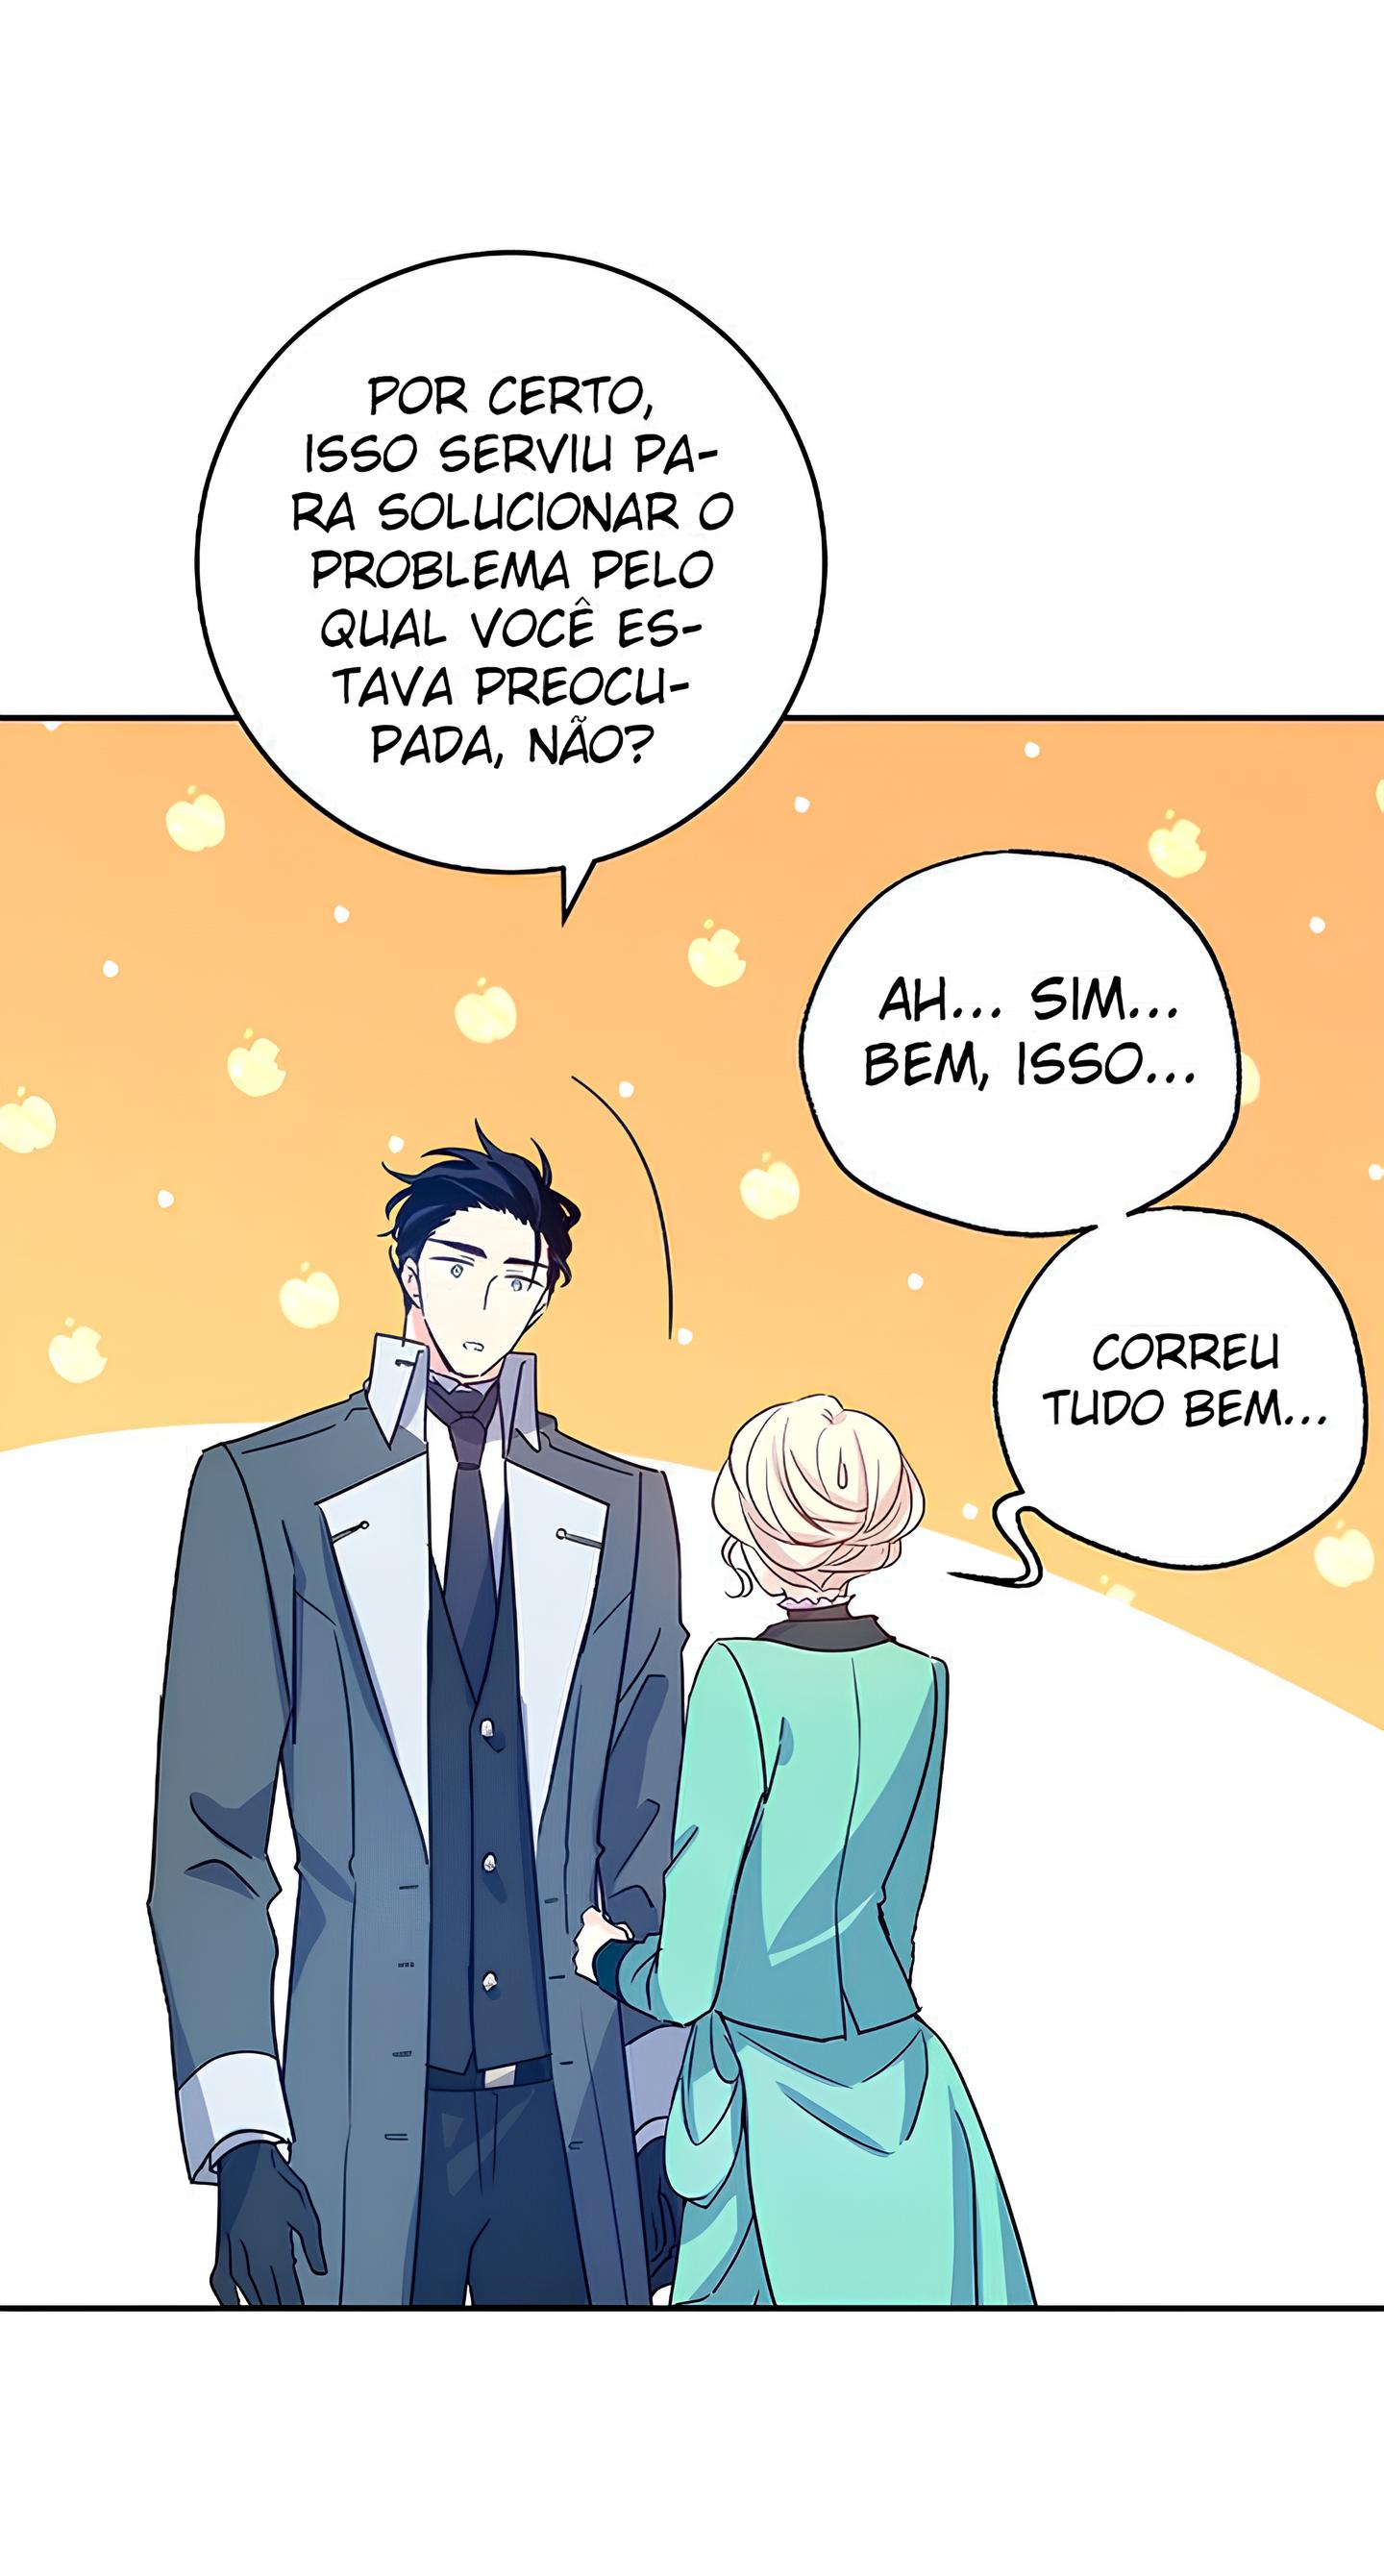 POR CERTO,
ISSO SERVIU PA-
RA SOLUCIONAR O
PROBLEMA PELO
QUAL VOCÊ ES-
TAVA PREOCU-
PADA, NÃO?
AH... SIM...
BEM, ISSO...
CORREU
TUDO BEM...